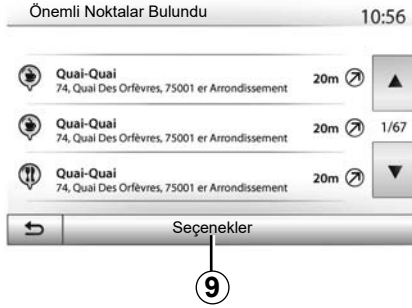 Önemli Noktalar Bulundu 10:56
Quai-Quai
74, Quai Des Orfèvres, 75001 er Arrondissement
20m
Quai-Quai
74, Quai Des Orfèvres, 75001 er Arrondissement
20m
1/67
Quai-Quai
74, Quai Des Orfèvres, 75001 er Arrondissement
20m
Seçenekler
9